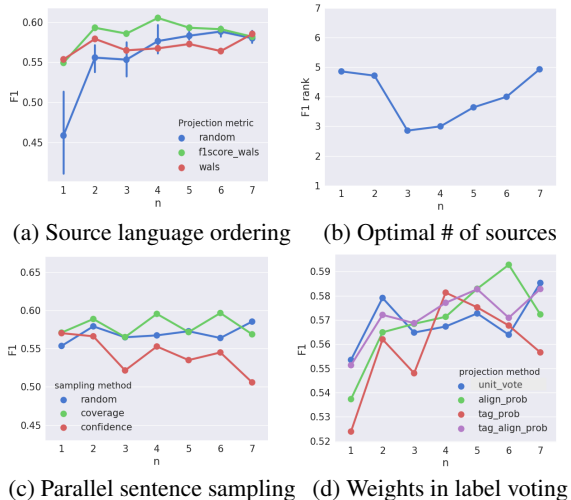 0.60
0.55
0.50
0.45
F1
Projection metric
random
f1score_wals
wals
1 2 3 4 5 6 7
n
(a) Source language ordering
7
6
5
4
3
2
1
F1 rank
1 2 3 4 5 6 7
n
(b) Optimal # of sources
0.65
0.60
0.55
0.50
0.45
F1
sampling method
random
coverage
confidence
1 2 3 4 5 6 7
n
(c) Parallel sentence sampling
0.59
0.58
0.57
0.56
0.55
0.54
0.53
0.52
F1
projection method
unit_vote
align_prob
tag_prob
tag_align_prob
1 2 3 4 5 6 7
n
(d) Weights in label voting